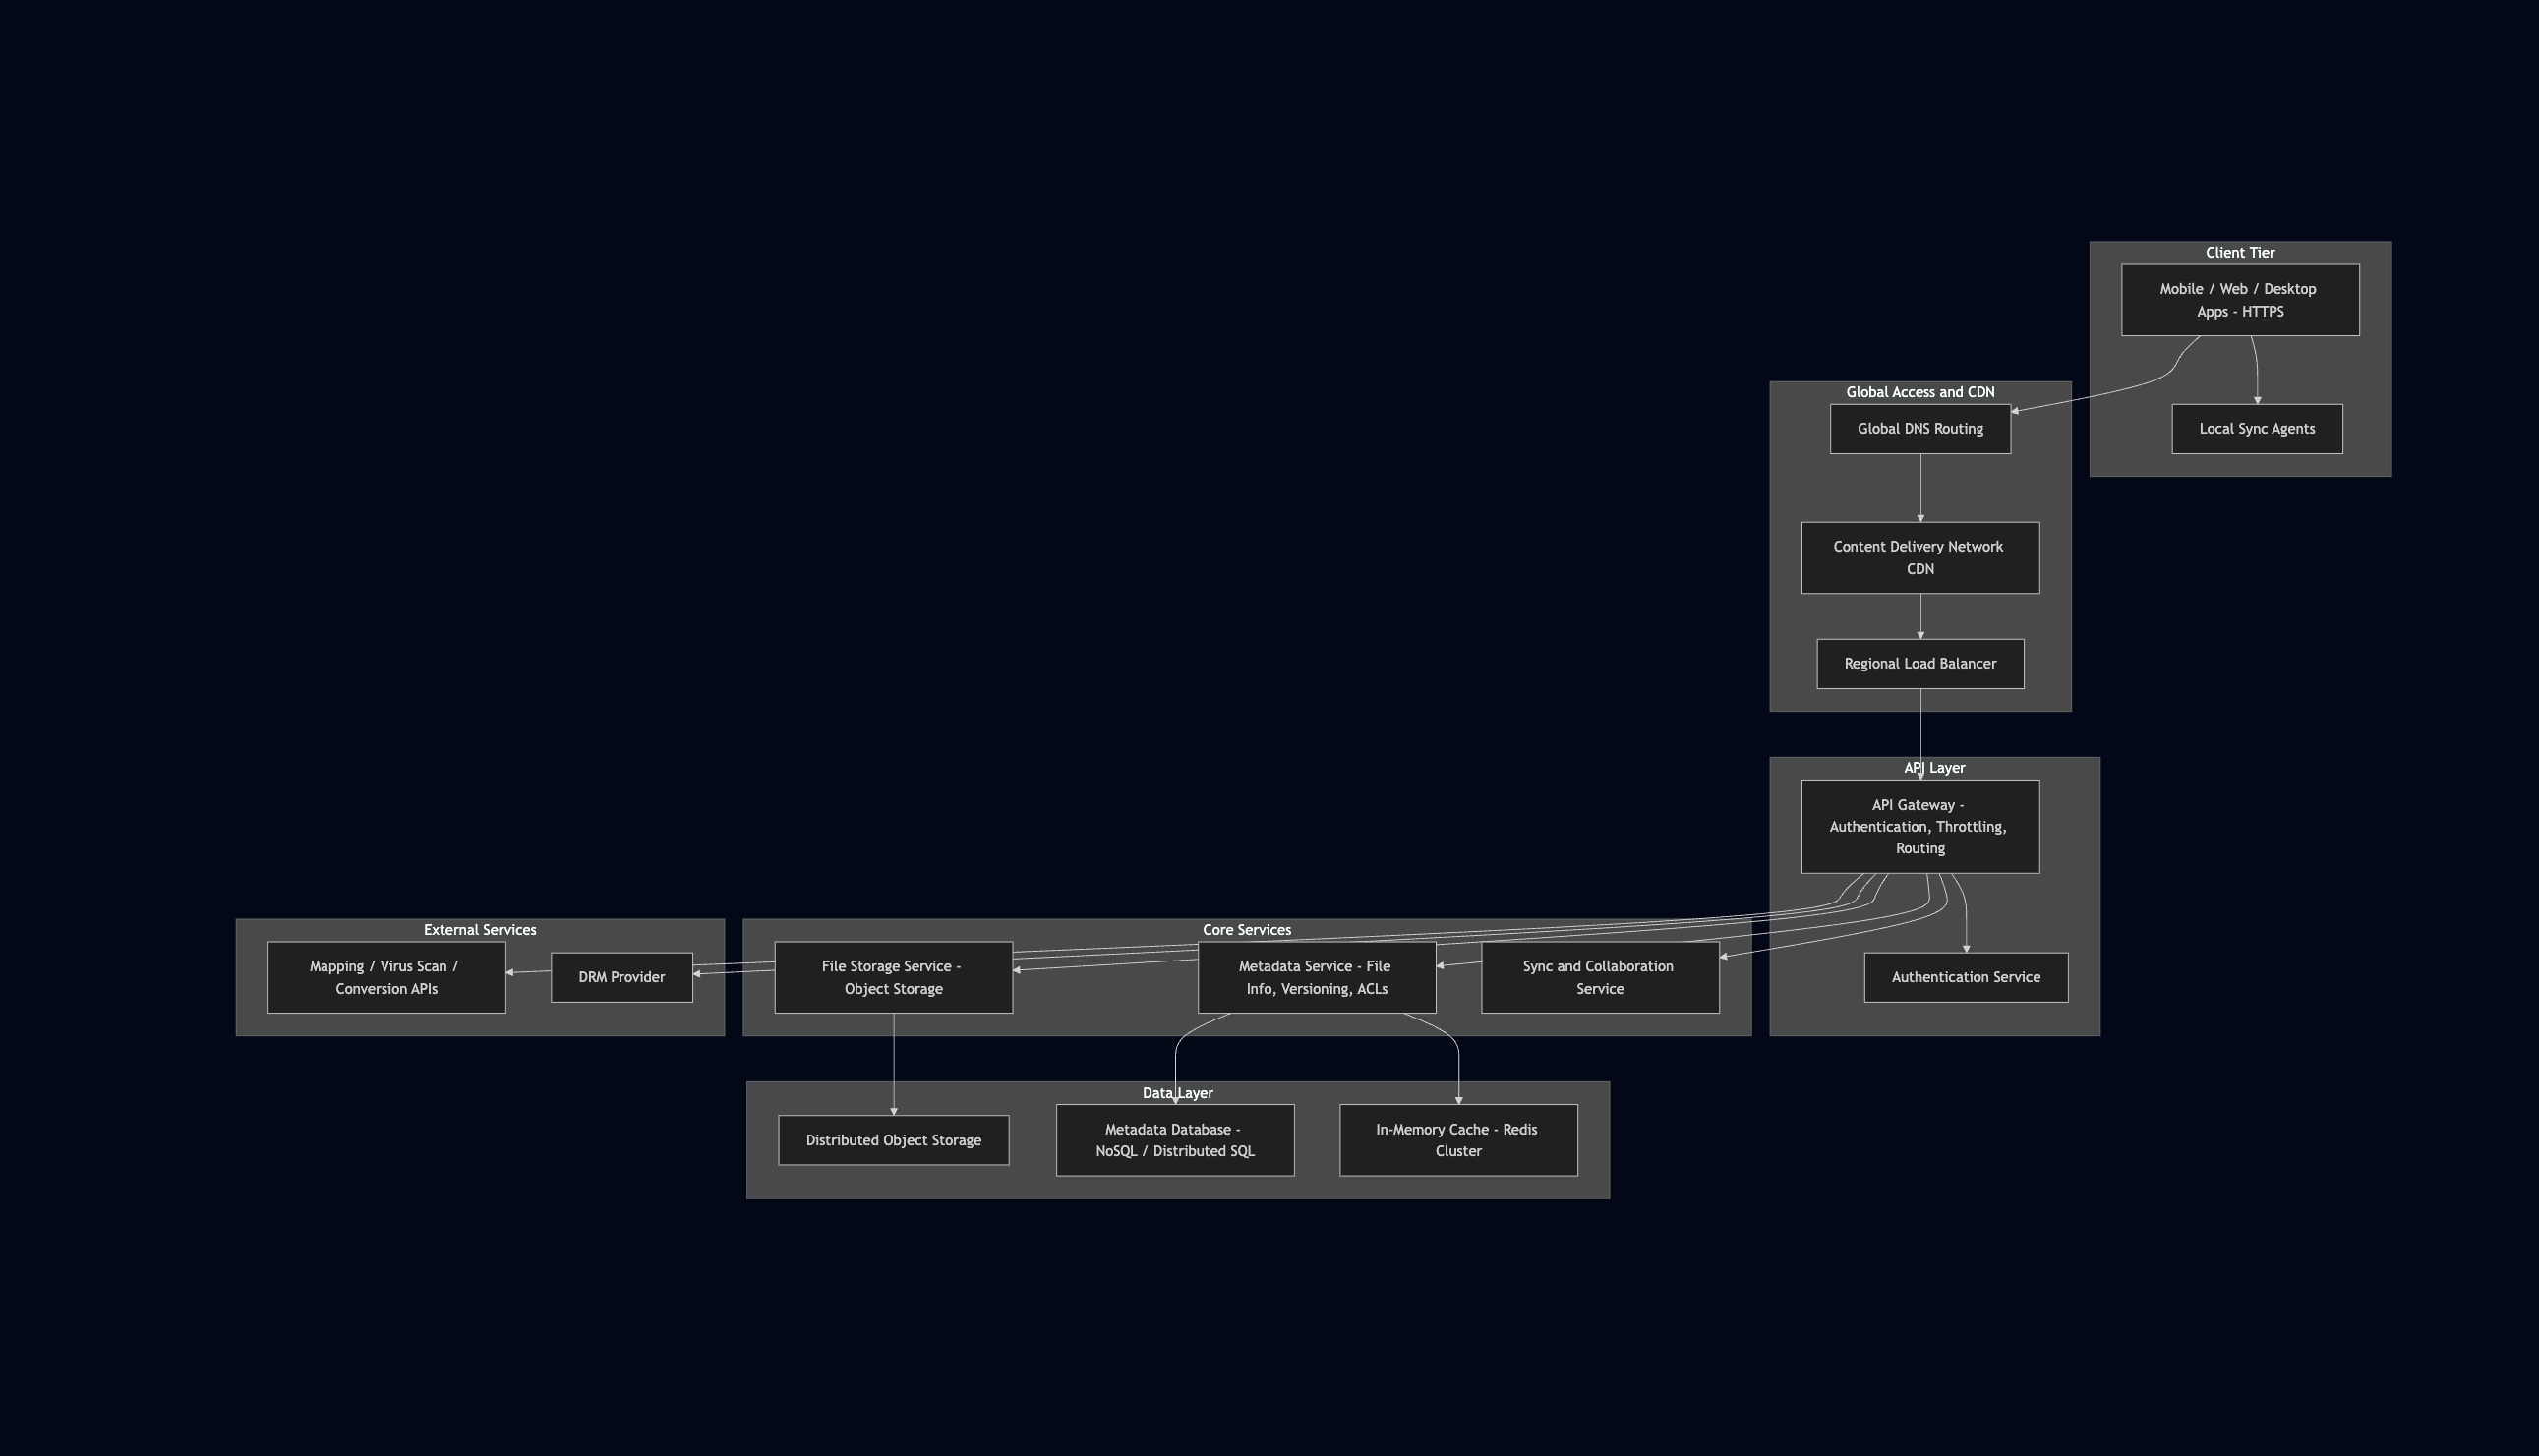 Client Tier
Mobile / Web / Desktop
Apps - HTTPS
Local Sync Agents
Global Access and CDN
Global DNS Routing
Content Delivery Network
CDN
Regional Load Balancer
API Layer
API Gateway -
Authentication, Throttling,
Routing
Authentication Service
External Services
Mapping / Virus Scan /
Conversion APIs
DRM Provider
Core Services
File Storage Service -
Object Storage
Metadata Service - File
Info, Versioning, ACLs
Sync and Collaboration
Service
Data Layer
Distributed Object Storage
Metadata Database -
NoSQL / Distributed SQL
In-Memory Cache - Redis
Cluster